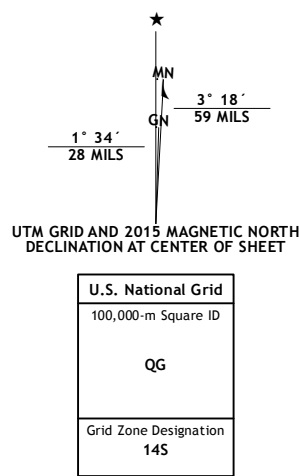 ★
MN
3° 18´
59 MILS
GN
1° 34´
28 MILS
UTM GRID AND 2015 MAGNETIC NORTH
DECLINATION AT CENTER OF SHEET
U.S. National Grid
100,000-m Square ID
QG
Grid Zone Designation
14S